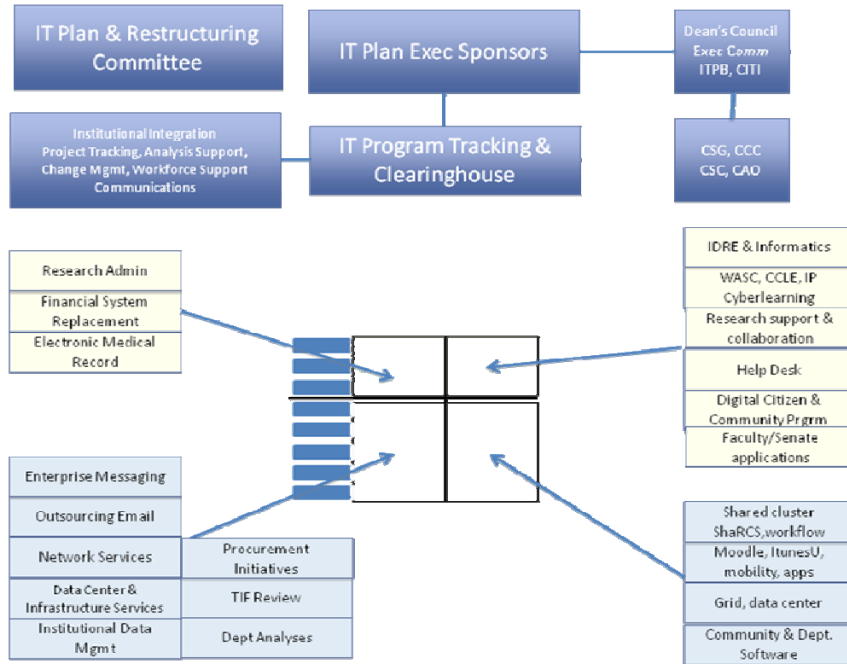 IT Plan & Restructuring
Committee
IT Plan Exec Sponsors
Dean's Council
Exec Comm
ITPB, CITI
Institutional Integration
Project Tracking, Analysis Support,
Change Mgmt, Workforce Support
Communications
IT Program Tracking &
Clearinghouse
CSG, CCC
CSC, CAO
Research Admin
Financial System
Replacement
Electronic Medical
Record
IDRE & Informatics
WASC, CCLE, IP
Cyberlearning
Research support &
collaboration
Help Desk
Digital Citizen &
Community Prgrm
Faculty/Senate
applications
Enterprise Messaging
Outsourcing Email
Network Services
Data Center &
Infrastructure Services
Institutional Data
Mgmt
Procurement
Initiatives
TIF Review
Dept Analyses
Shared cluster
ShaRCS,workflow
Moodle, ItunesU,
mobility, apps
Grid, data center
Community & Dept.
Software